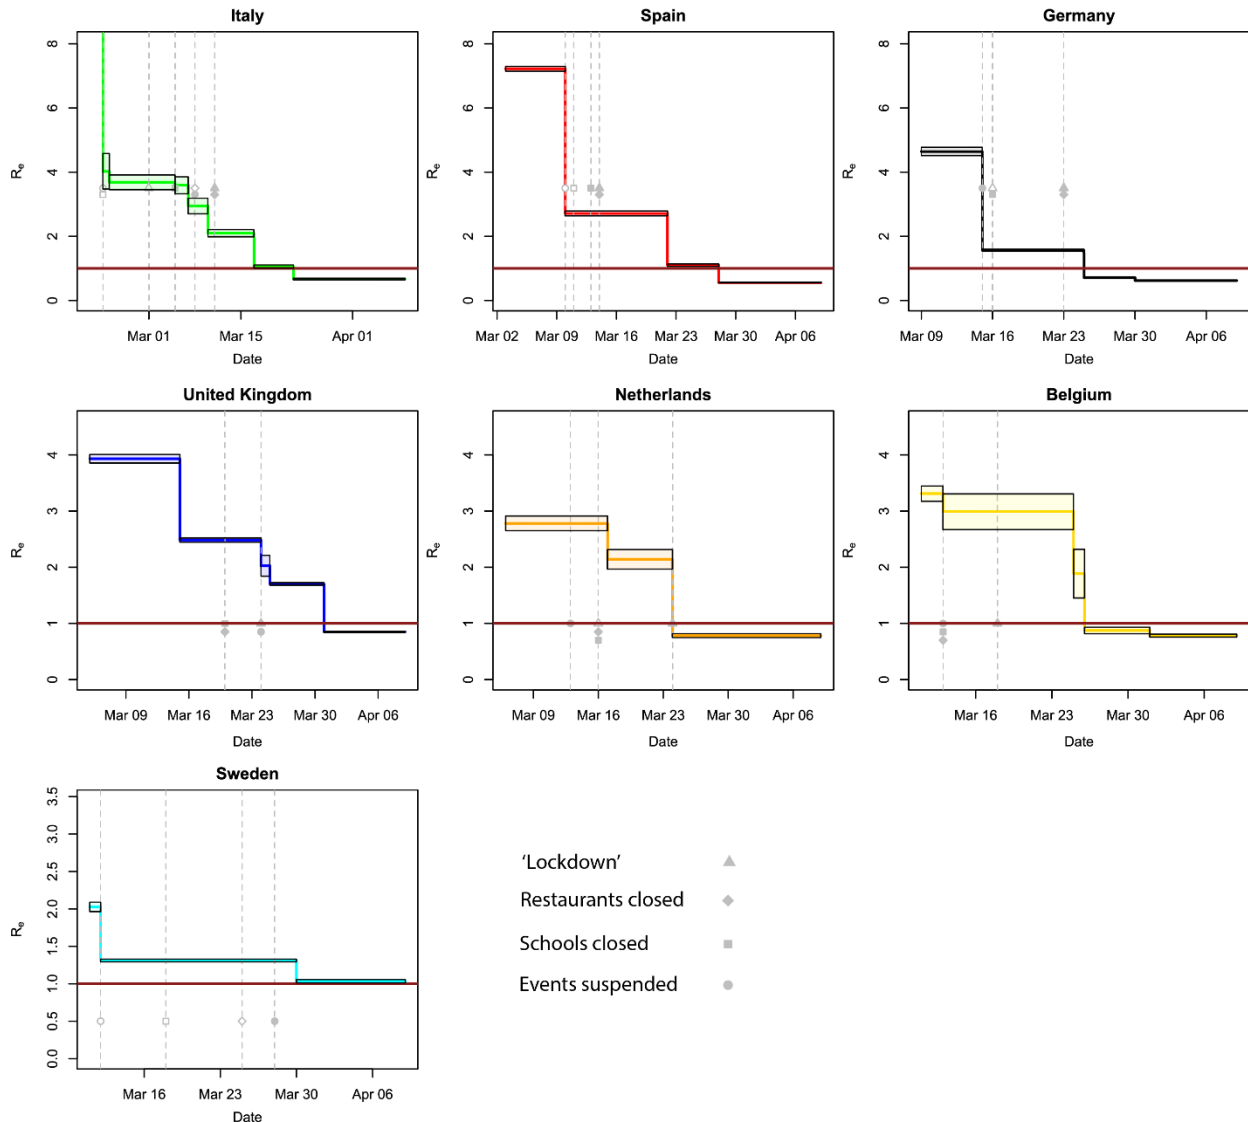 Italy
Spain
Germany
Re
8
6
4
2
0
Mar 01
Mar 15
Apr 01
Date
Re
8
6
4
2
0
Mar 02
Mar 09
Mar 16
Mar 23
Mar 30
Apr 06
Date
Re
8
6
4
2
0
Mar 09
Mar 16
Mar 23
Mar 30
Apr 06
Date
United Kingdom
Netherlands
Belgium
Re
4
3
2
1
0
Mar 09
Mar 16
Mar 23
Mar 30
Apr 06
Date
Re
4
3
2
1
0
Mar 09
Mar 16
Mar 23
Mar 30
Apr 06
Date
Re
4
3
2
1
0
Mar 16
Mar 23
Mar 30
Apr 06
Date
Sweden
Re
3.5
3.0
2.5
2.0
1.5
1.0
0.5
0.0
Mar 16
Mar 23
Mar 30
Apr 06
Date
‘Lockdown’
Restaurants closed
Schools closed
Events suspended